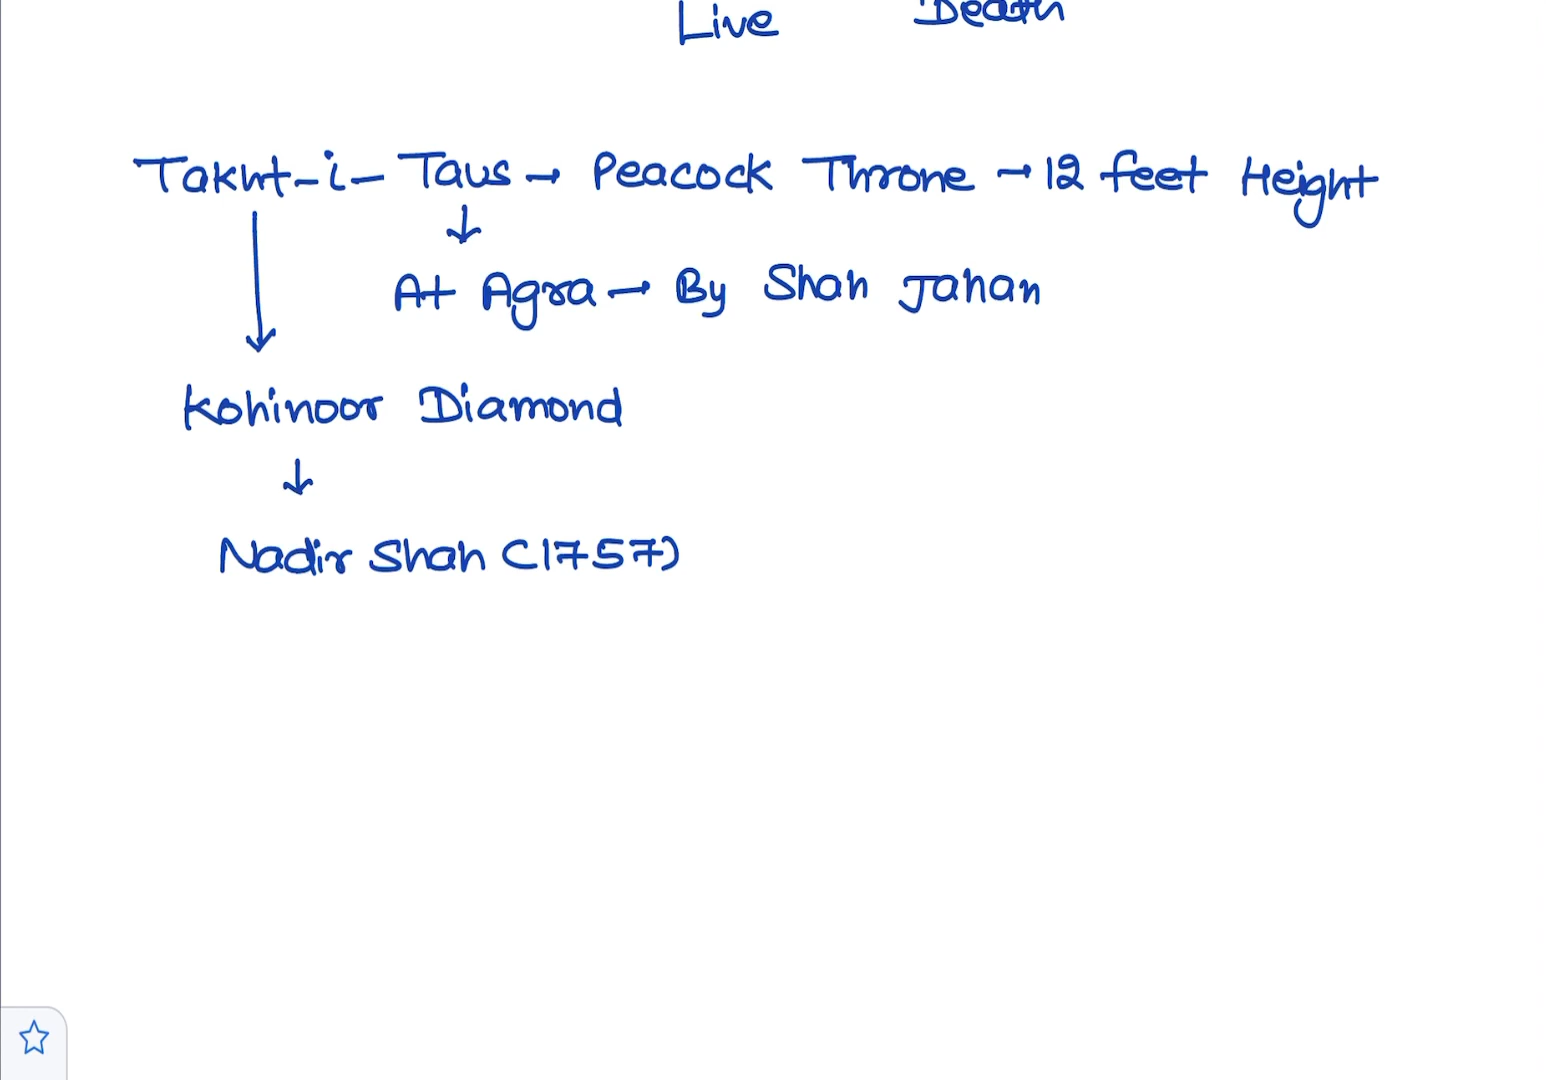 Live Death
Takht-i-Taus → Peacock Throne → 12 feet Height
↓ ↓
At Agra → By Shah Jahan
Kohinoor Diamond
↓
Nadir Shah (1757)